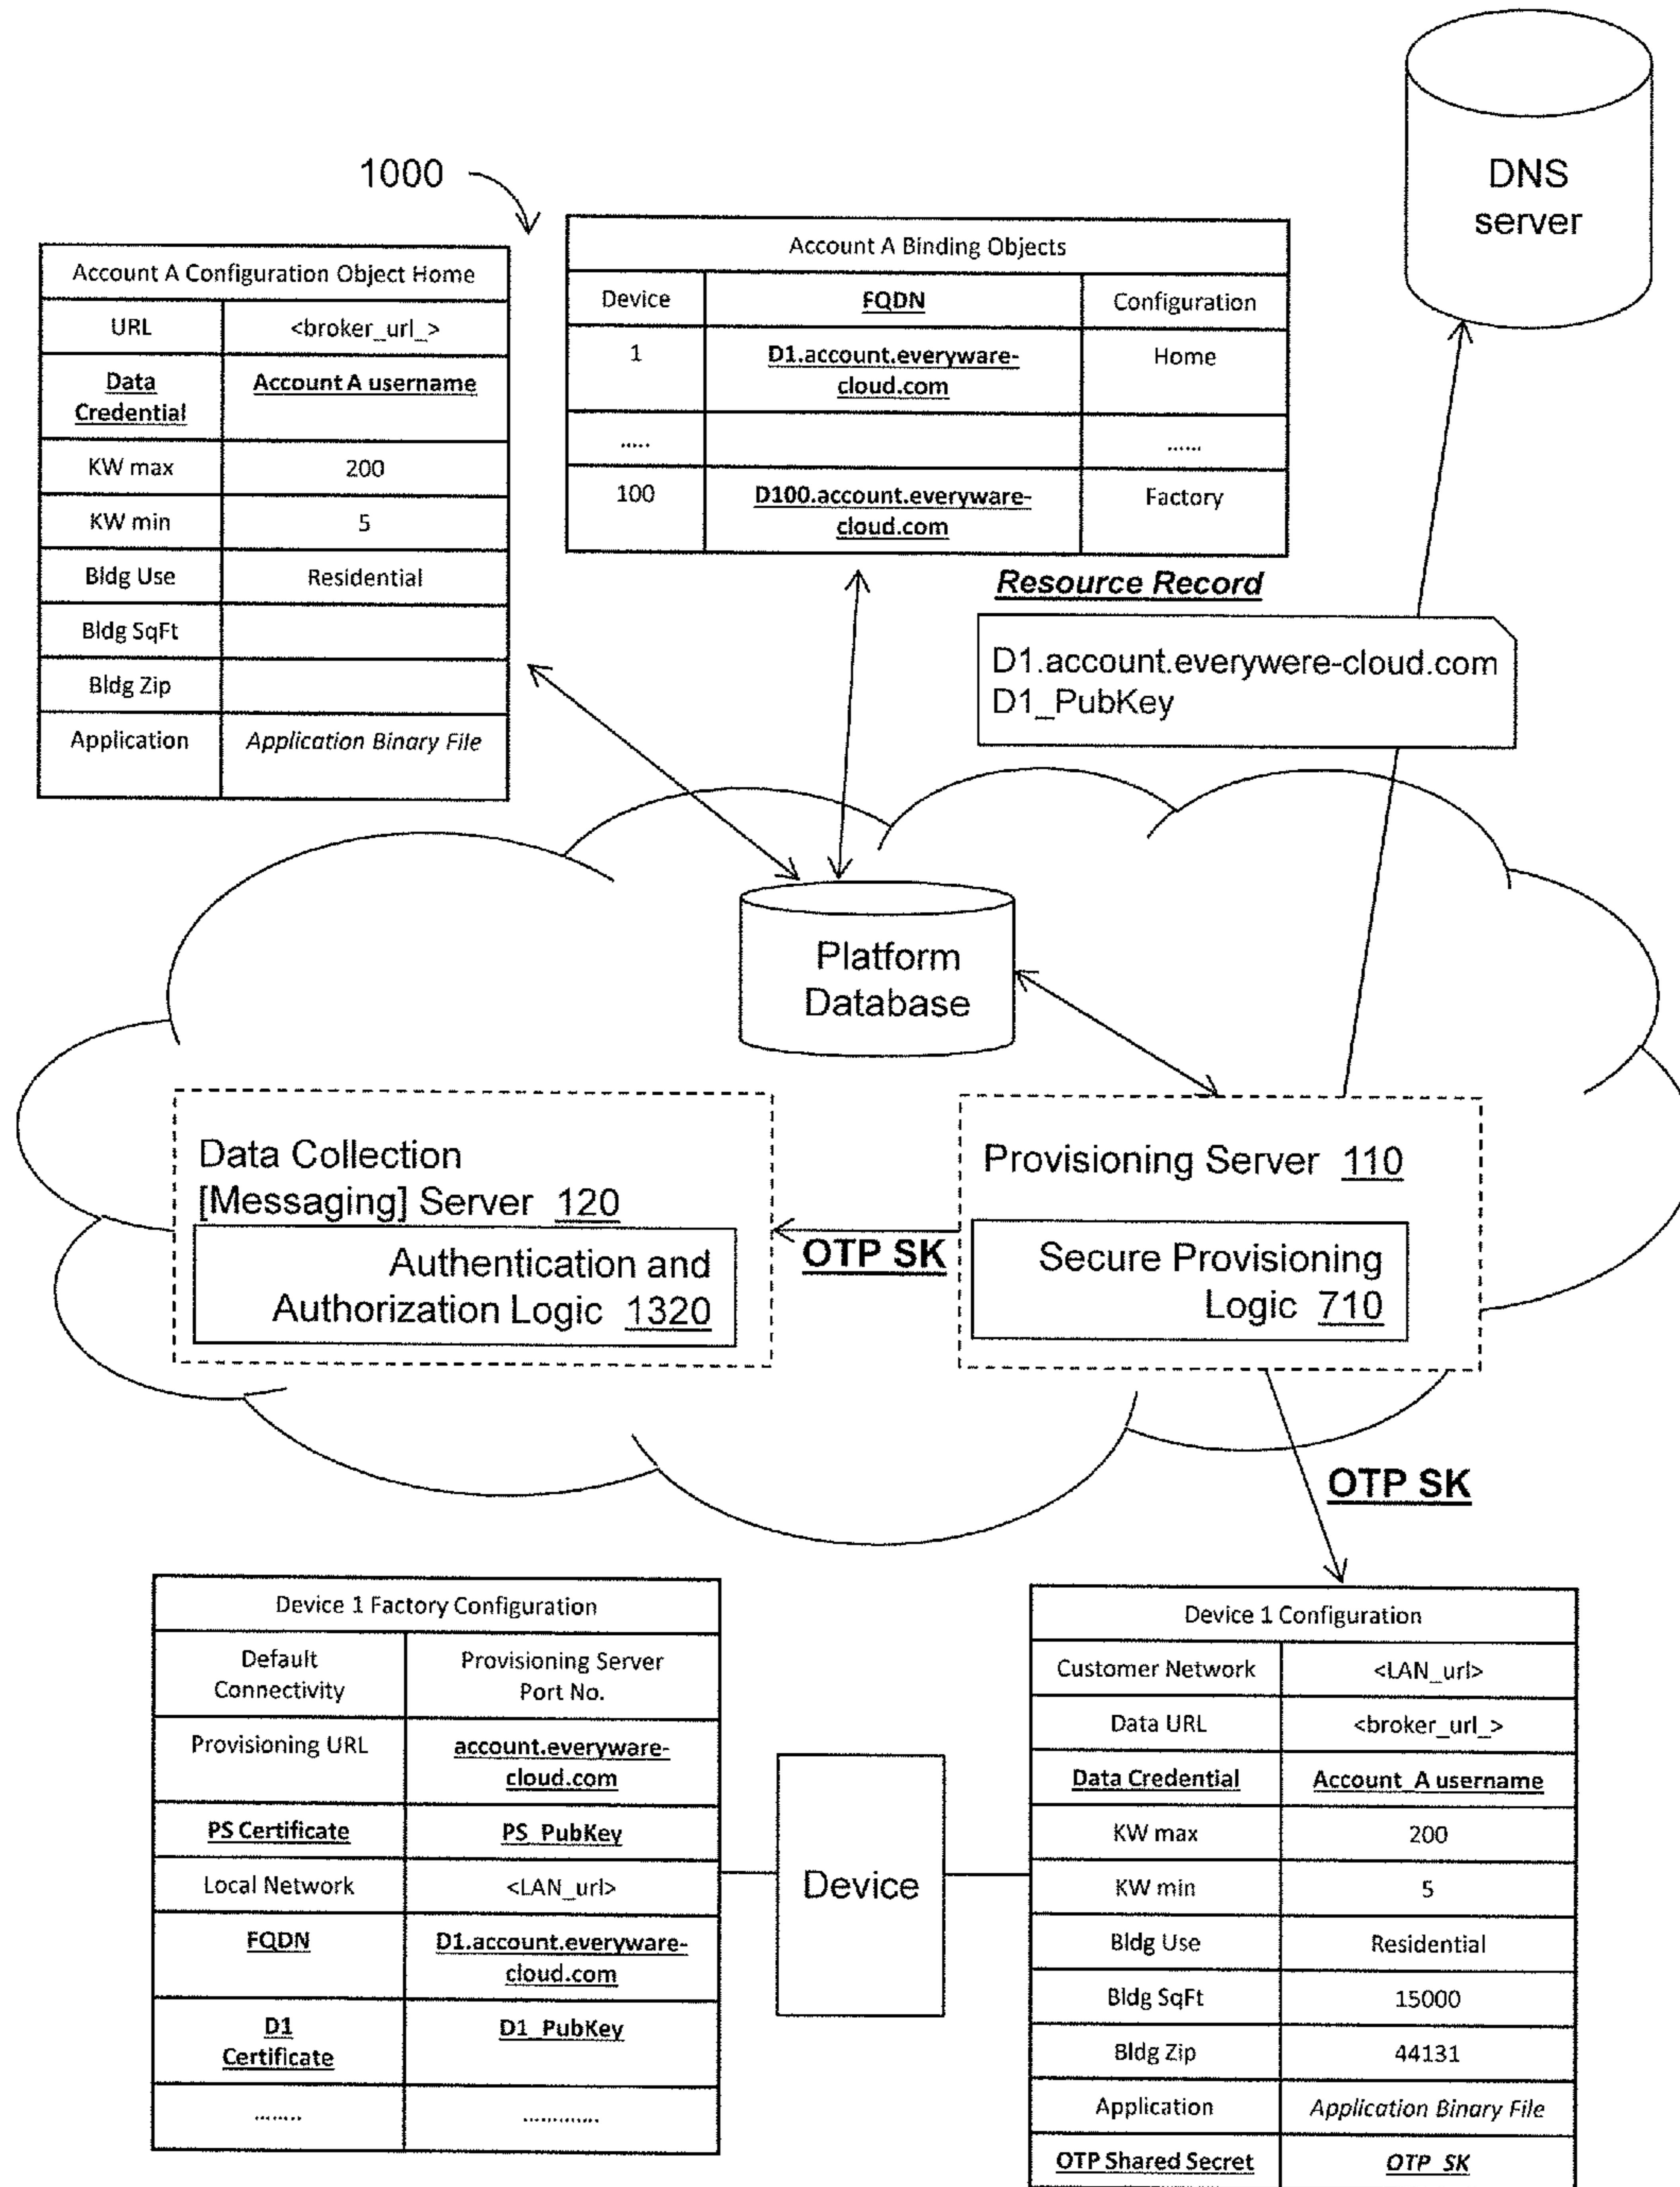 DNS
server
1000
Account A Configuration Object Home
URL <broker_url_>
Data
Credential
Account A username
KW max 200
KW min 5
Bldg Use Residential
Bldg SqFt
Bldg Zip
Application Application Binary File
Account A Binding Objects
Device FQDN Configuration
1 D1.account.everyware-
cloud.com
Home
..... ......
100 D100.account.everyware-
cloud.com
Factory
Resource Record
D1.account.everywere-cloud.com
D1_PubKey
Platform
Database
Data Collection
[Messaging] Server 120
Authentication and
Authorization Logic 1320
OTP SK
Provisioning Server 110
Secure Provisioning
Logic 710
OTP SK
Device 1 Factory Configuration
Default
Connectivity
Provisioning Server
Port No.
Provisioning URL account.everyware-
cloud.com
PS Certificate PS_PubKey
Local Network <LAN_url>
FQDN D1.account.everyware-
cloud.com
D1
Certificate
D1_PubKey
........ .............
Device
Device 1 Configuration
Customer Network <LAN_url>
Data URL <broker_url_>
Data Credential Account_A username
KW max 200
KW min 5
Bldg Use Residential
Bldg SqFt 15000
Bldg Zip 44131
Application Application Binary File
OTP Shared Secret OTP_SK